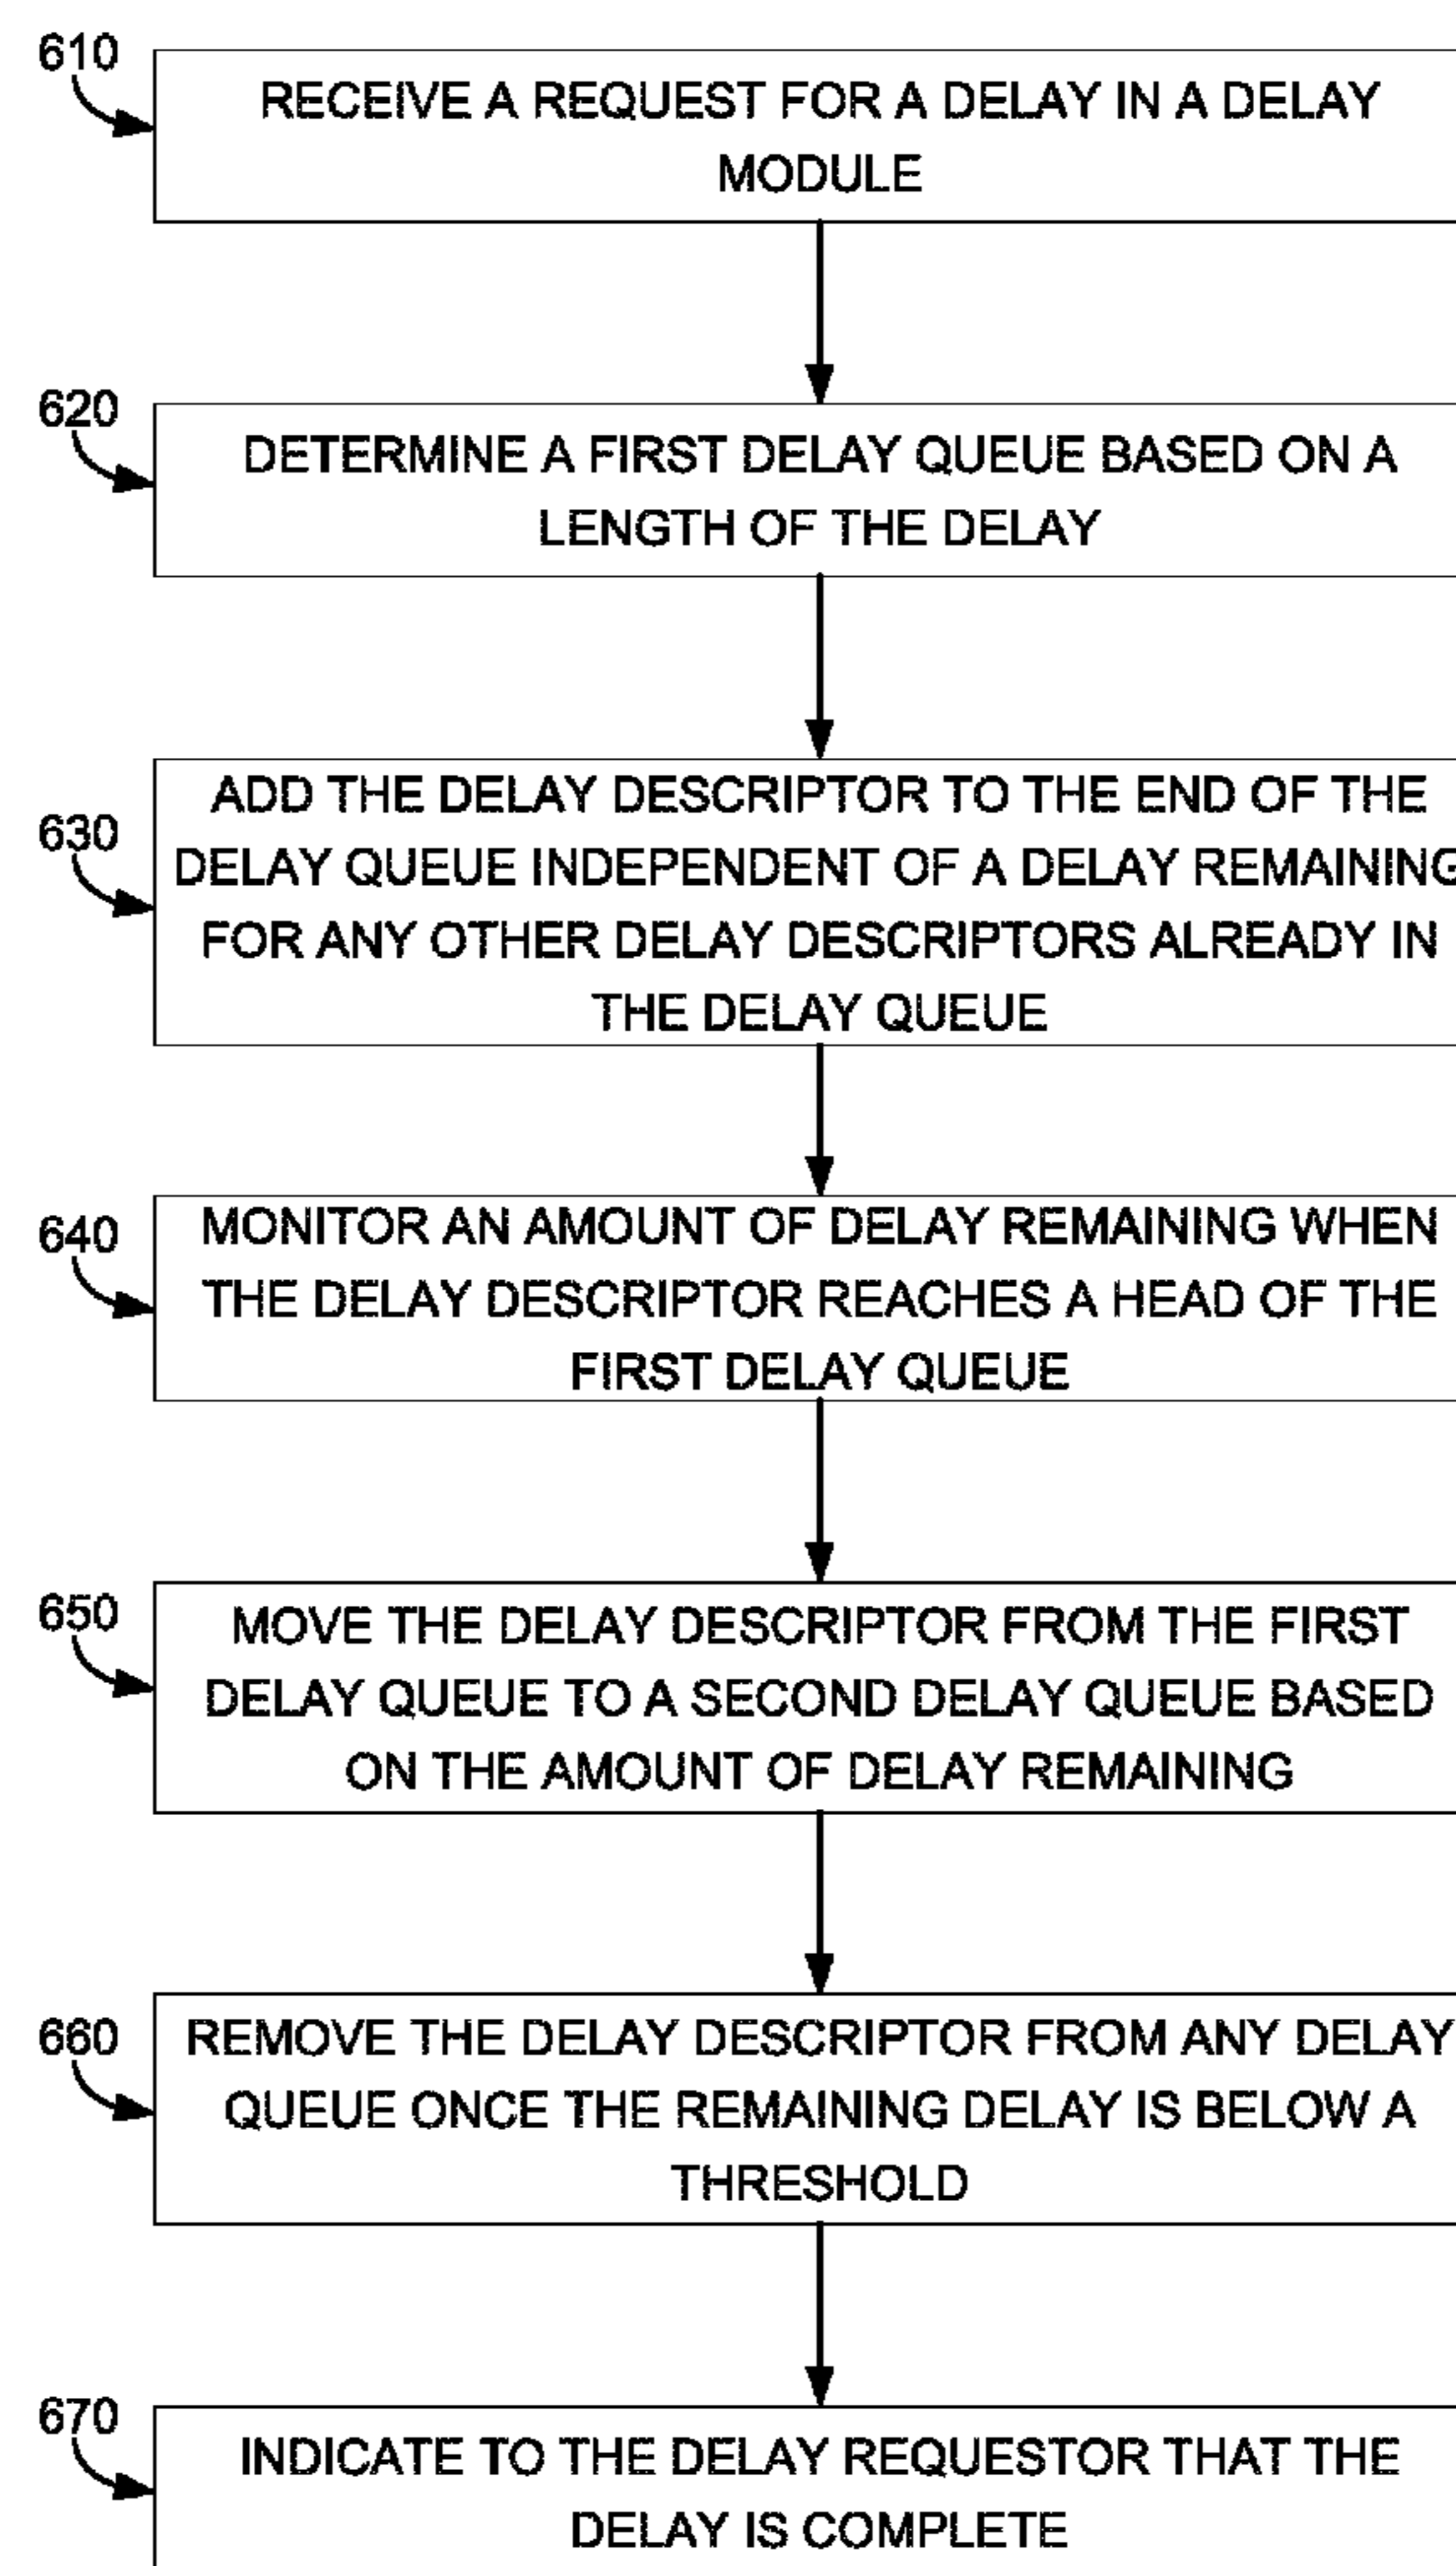 610
RECEIVE A REQUEST FOR A DELAY IN A DELAY
MODULE
620
DETERMINE A FIRST DELAY QUEUE BASED ON A
LENGTH OF THE DELAY
630
ADD THE DELAY DESCRIPTOR TO THE END OF THE
DELAY QUEUE INDEPENDENT OF A DELAY REMAINING
FOR ANY OTHER DELAY DESCRIPTORS ALREADY IN
THE DELAY QUEUE
640
MONITOR AN AMOUNT OF DELAY REMAINING WHEN
THE DELAY DESCRIPTOR REACHES A HEAD OF THE
FIRST DELAY QUEUE
650
MOVE THE DELAY DESCRIPTOR FROM THE FIRST
DELAY QUEUE TO A SECOND DELAY QUEUE BASED
ON THE AMOUNT OF DELAY REMAINING
660
REMOVE THE DELAY DESCRIPTOR FROM ANY DELAY
QUEUE ONCE THE REMAINING DELAY IS BELOW A
THRESHOLD
670
INDICATE TO THE DELAY REQUESTOR THAT THE
DELAY IS COMPLETE